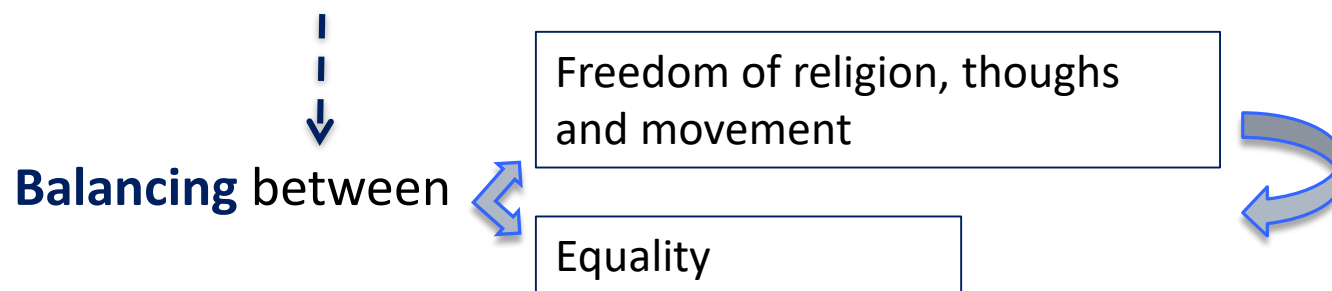 Freedom of religion, thoughs
and movement
Balancing between
Equality